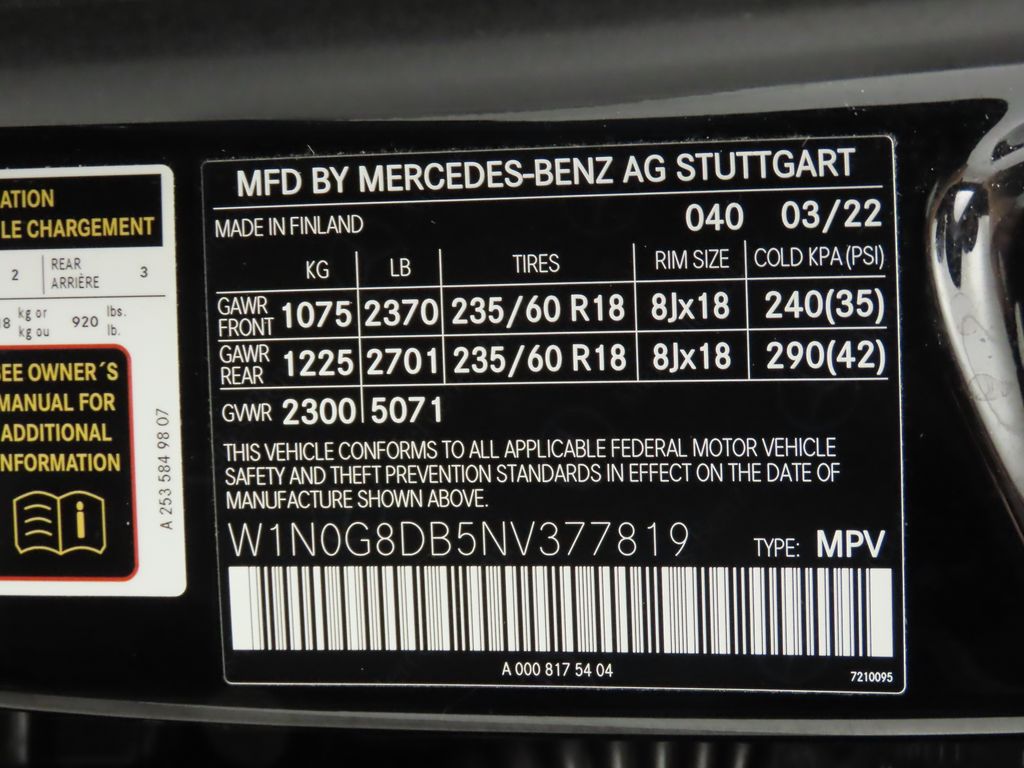 ATION
LE CHARGEMENT
2 REAR ARRIÈRE 3
kg or kg ou 920 lbs. lb.
SEE OWNER´S
MANUAL FOR
ADDITIONAL
INFORMATION
A 253 584 98 07
MFD BY MERCEDES-BENZ AG STUTTGART
MADE IN FINLAND 040 03/22
KG LB TIRES RIM SIZE COLD KPA(PSI)
GAWR FRONT 1075 2370 235/60 R18 8Jx18 240(35)
GAWR REAR 1225 2701 235/60 R18 8Jx18 290(42)
GVWR 2300 5071
THIS VEHICLE CONFORMS TO ALL APPLICABLE FEDERAL MOTOR VEHICLE
SAFETY AND THEFT PREVENTION STANDARDS IN EFFECT ON THE DATE OF
MANUFACTURE SHOWN ABOVE.
W1N0G8DB5NV377819 TYPE: MPV
A 000 817 54 04
7210095